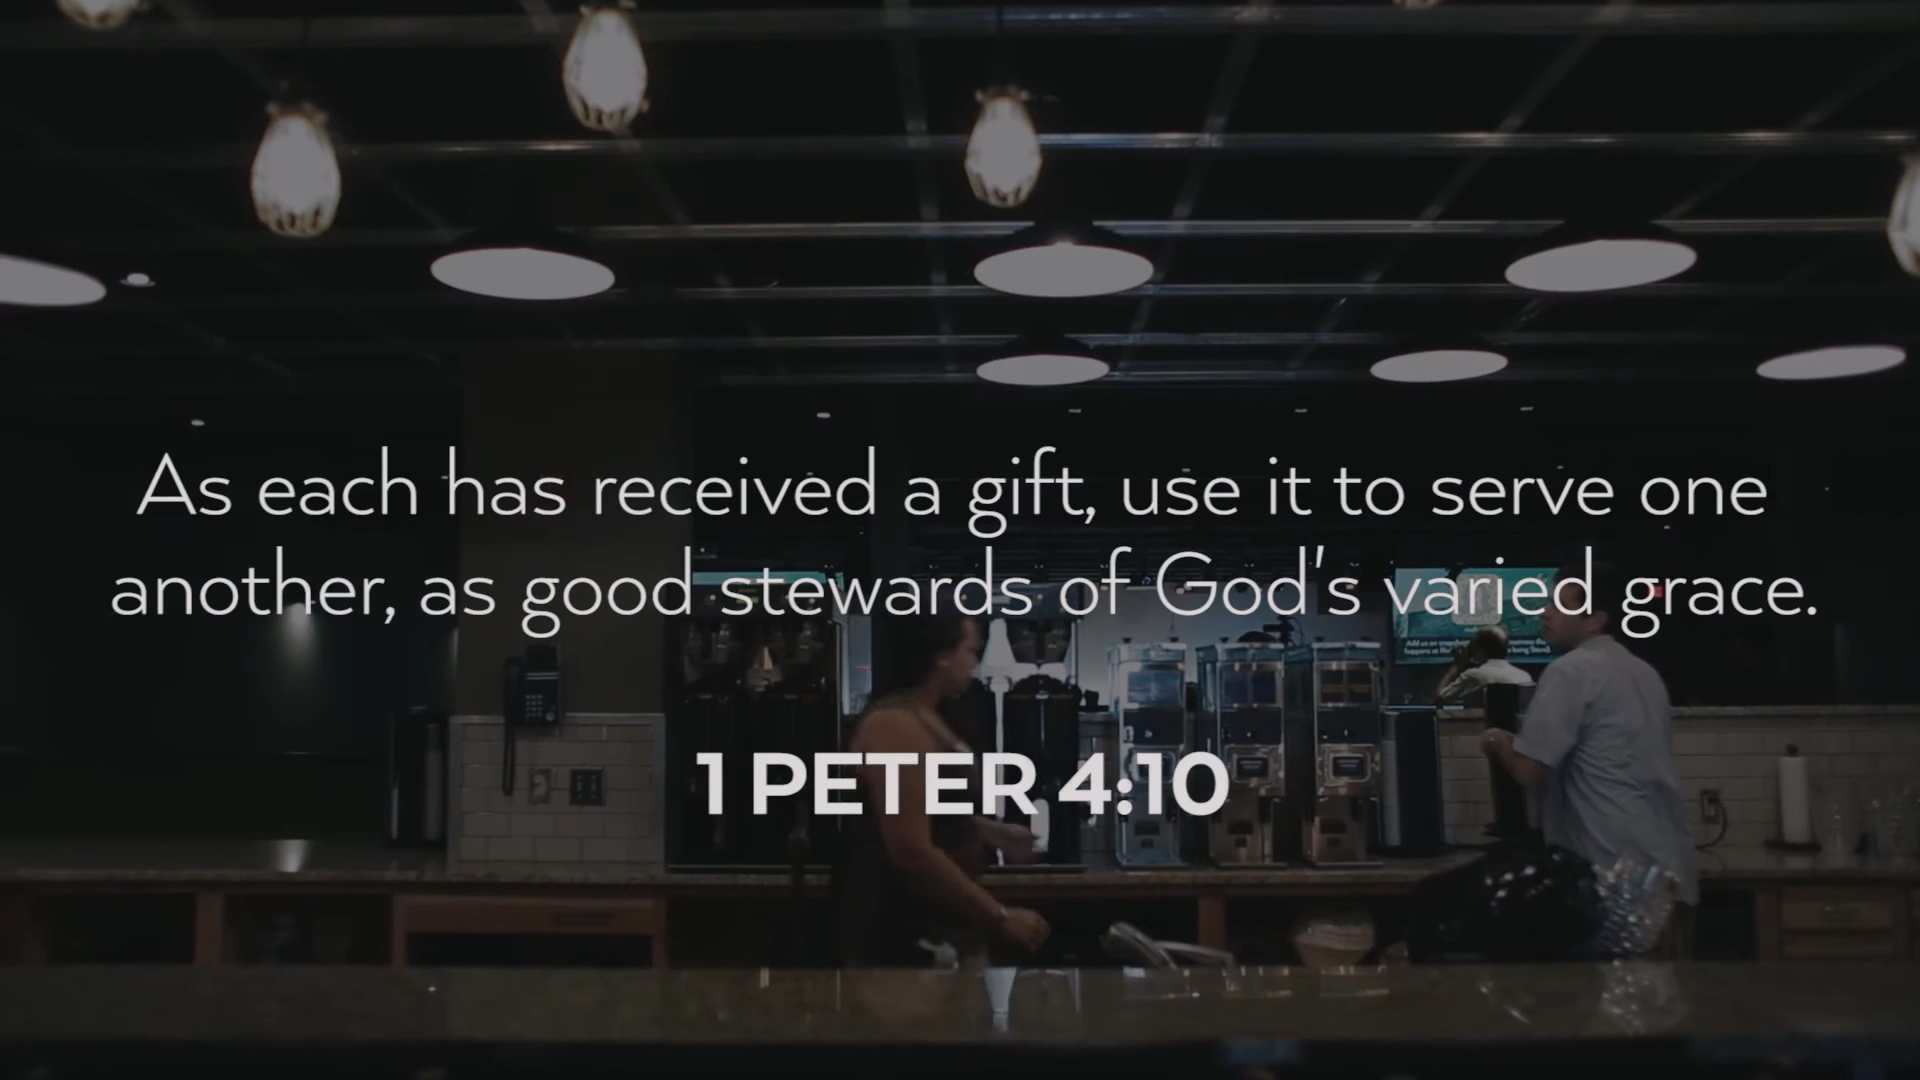 As each has received a gift, use it to serve one
another, as good stewards of God's varied grace.
1 PETER 4:10